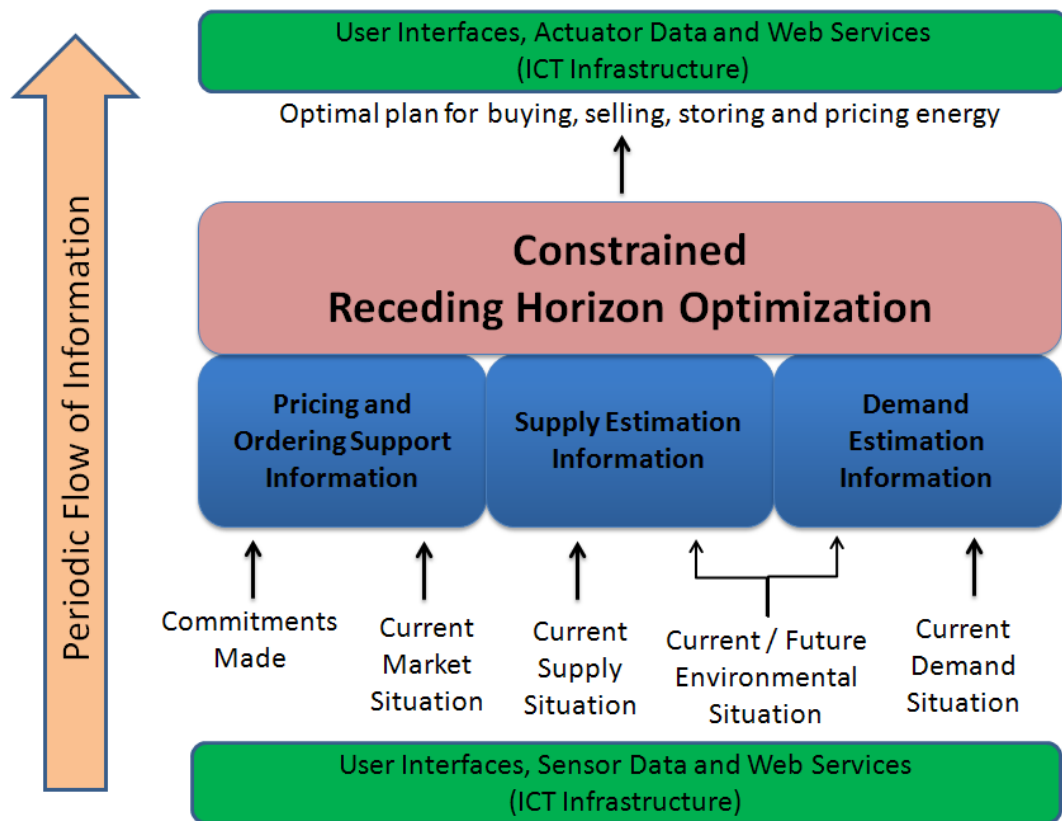 User Interfaces, Actuator Data and Web Services
(ICT Infrastructure)
Optimal plan for buying, selling, storing and pricing energy
Periodic Flow of Information
Constrained
Receding Horizon Optimization
Pricing and
Ordering Support
Information
Supply Estimation
Information
Demand
Estimation
Information
Commitments
Made
Current
Market
Situation
Current
Supply
Situation
Current / Future
Environmental
Situation
Current
Demand
Situation
User Interfaces, Sensor Data and Web Services
(ICT Infrastructure)